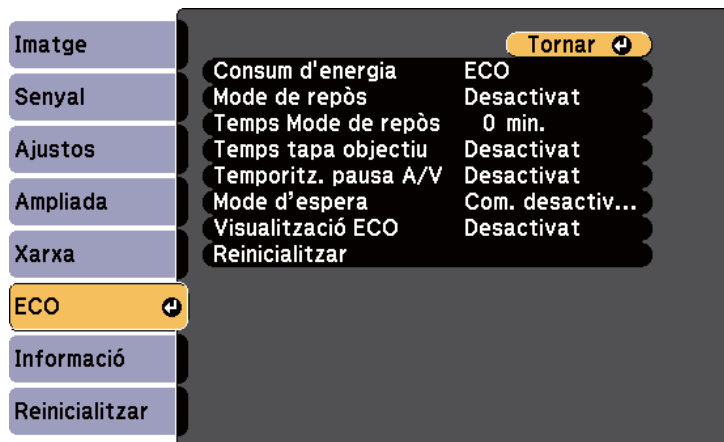 Imatge
Senyal
Ajustos
Ampliada
Xarxa
ECO
Informació
Reinicialitzar
Tornar
Consum d'energia ECO
Mode de repòs Desactivat
Temps Mode de repòs 0 min.
Temps tapa objectiu Desactivat
Temporitz. pausa A/V Desactivat
Mode d’espera Com. desactiv...
Visualització ECO Desactivat
Reinicialitzar